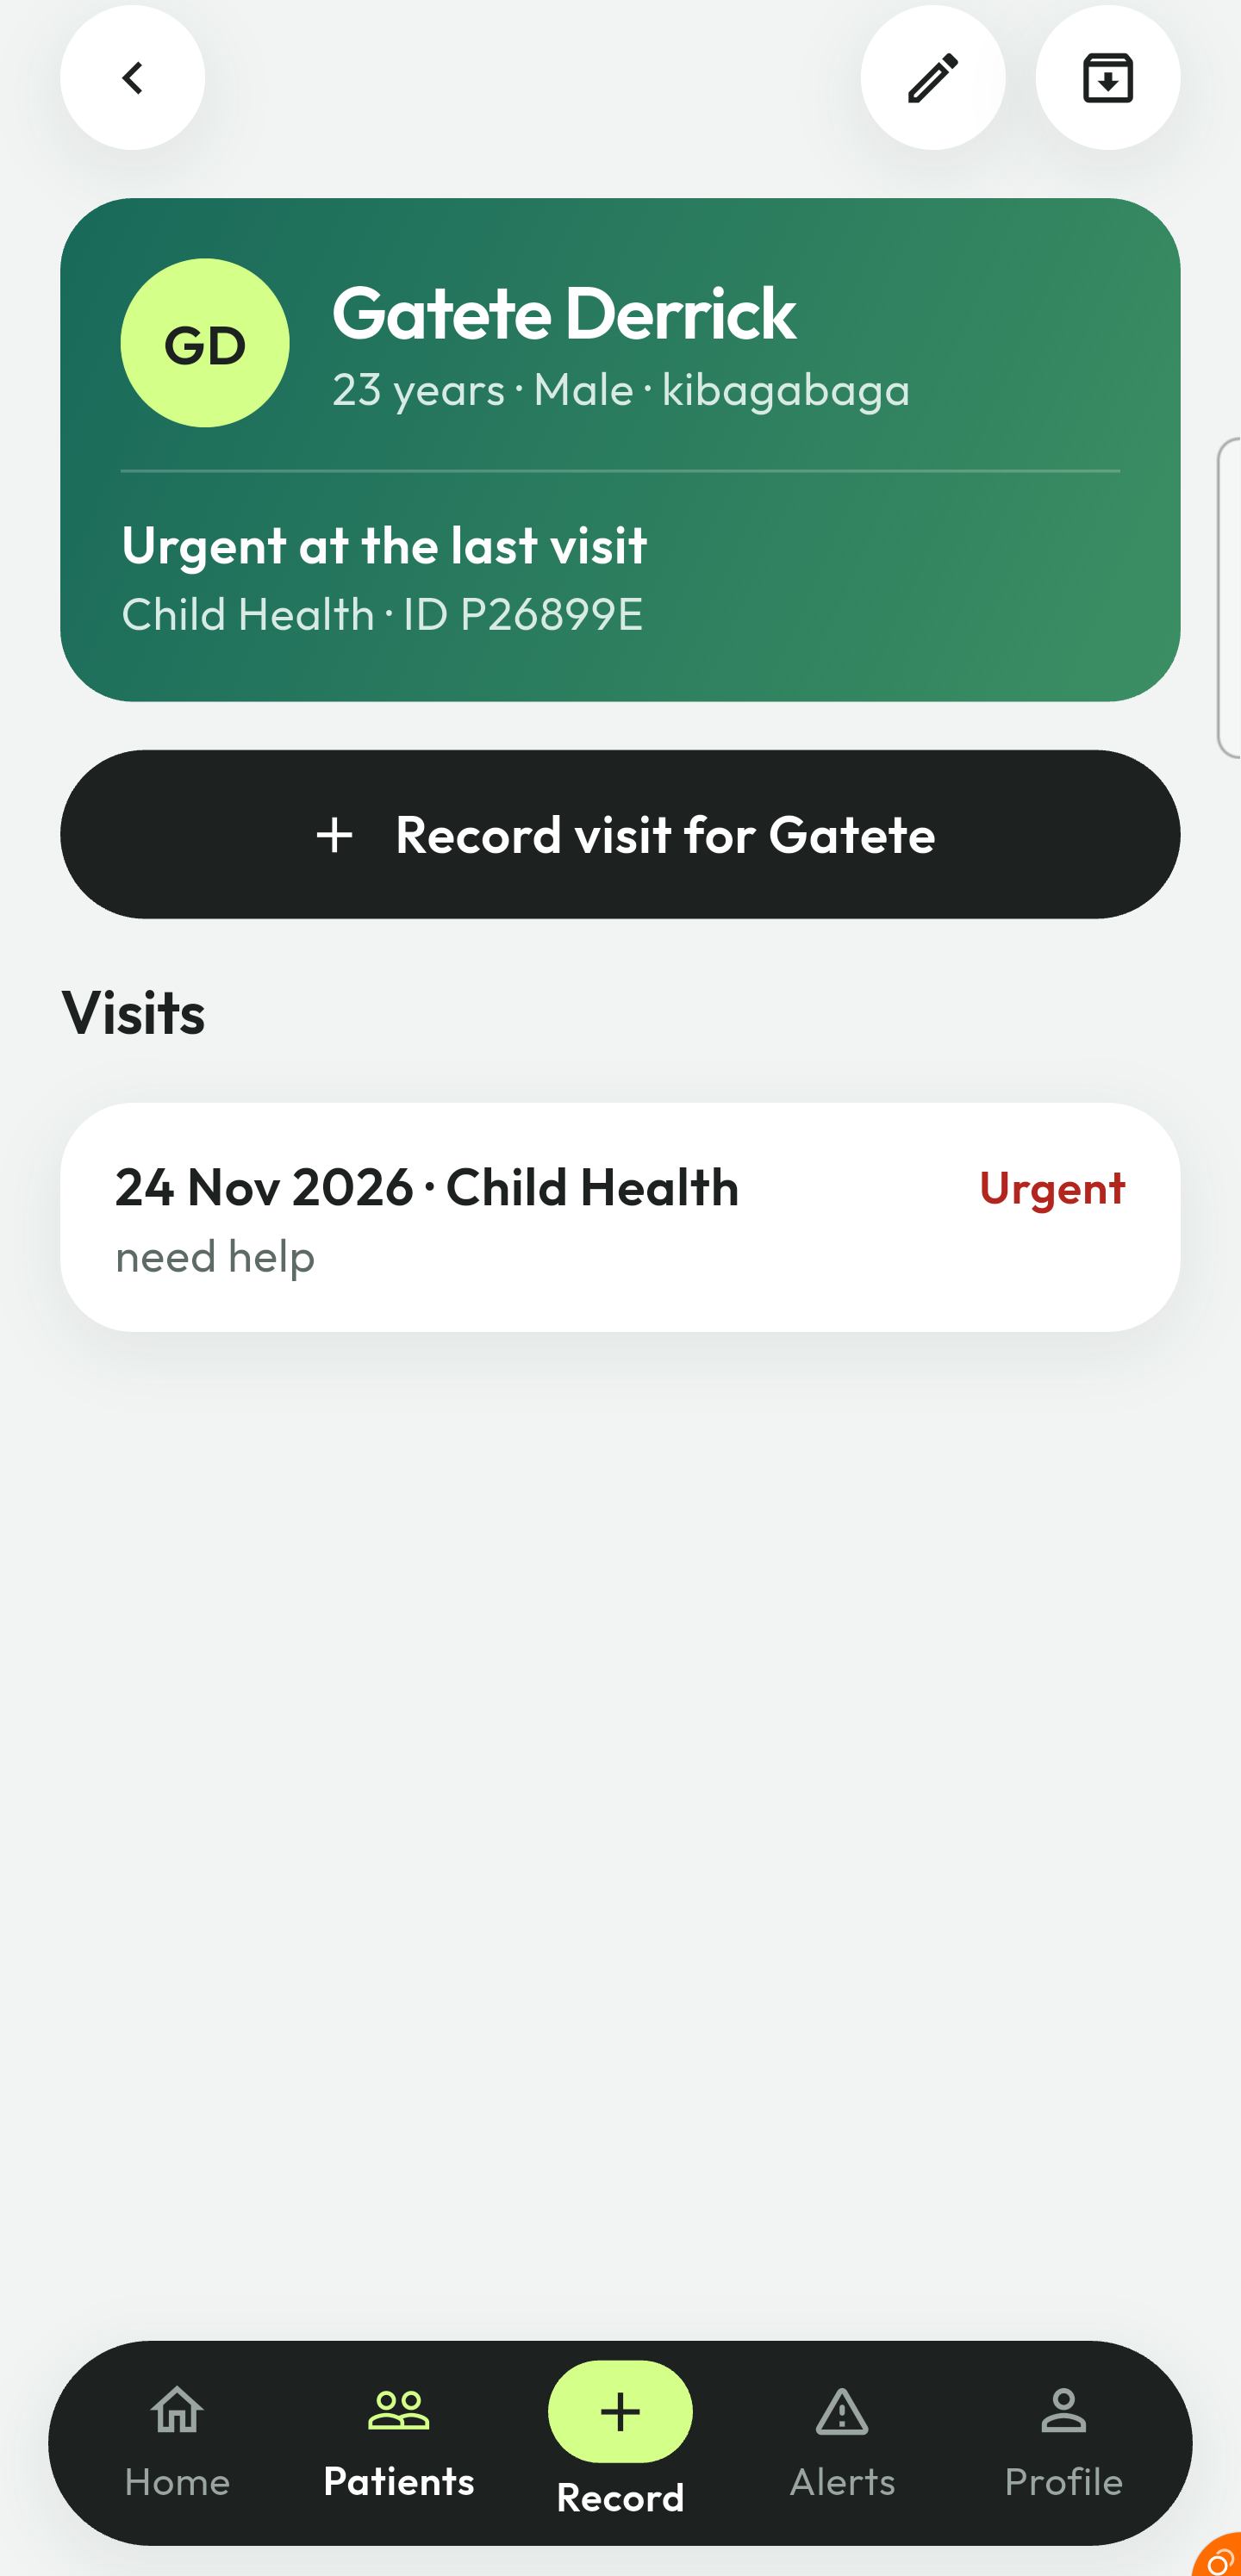 GD
Gatete Derrick
23 years · Male · kibagabaga
Urgent at the last visit
Child Health · ID P26899E
+ Record visit for Gatete
Visits
24 Nov 2026 · Child Health
Urgent
need help
Home
Patients
Record
Alerts
Profile